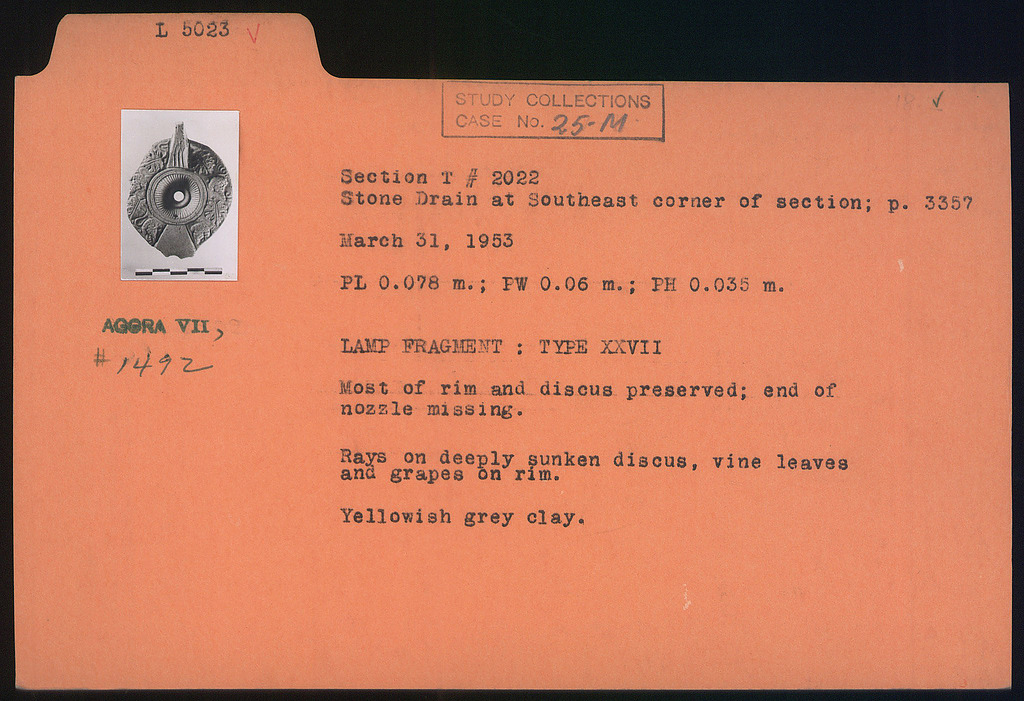 L 5023 √
STUDY COLLECTIONS
CASE No. 25-M
√
Section T # 2022
Stone Drain at Southeast corner of section; p. 3357
March 31, 1953
PL 0.078 m.; PW 0.06 m.; PH 0.035 m.
AGORA VII,
# 1492
LAMP FRAGMENT : TYPE XXVII
Most of rim and discus preserved; end of
nozzle missing.
Rays on deeply sunken discus, vine leaves
and grapes on rim.
Yellowish grey clay.